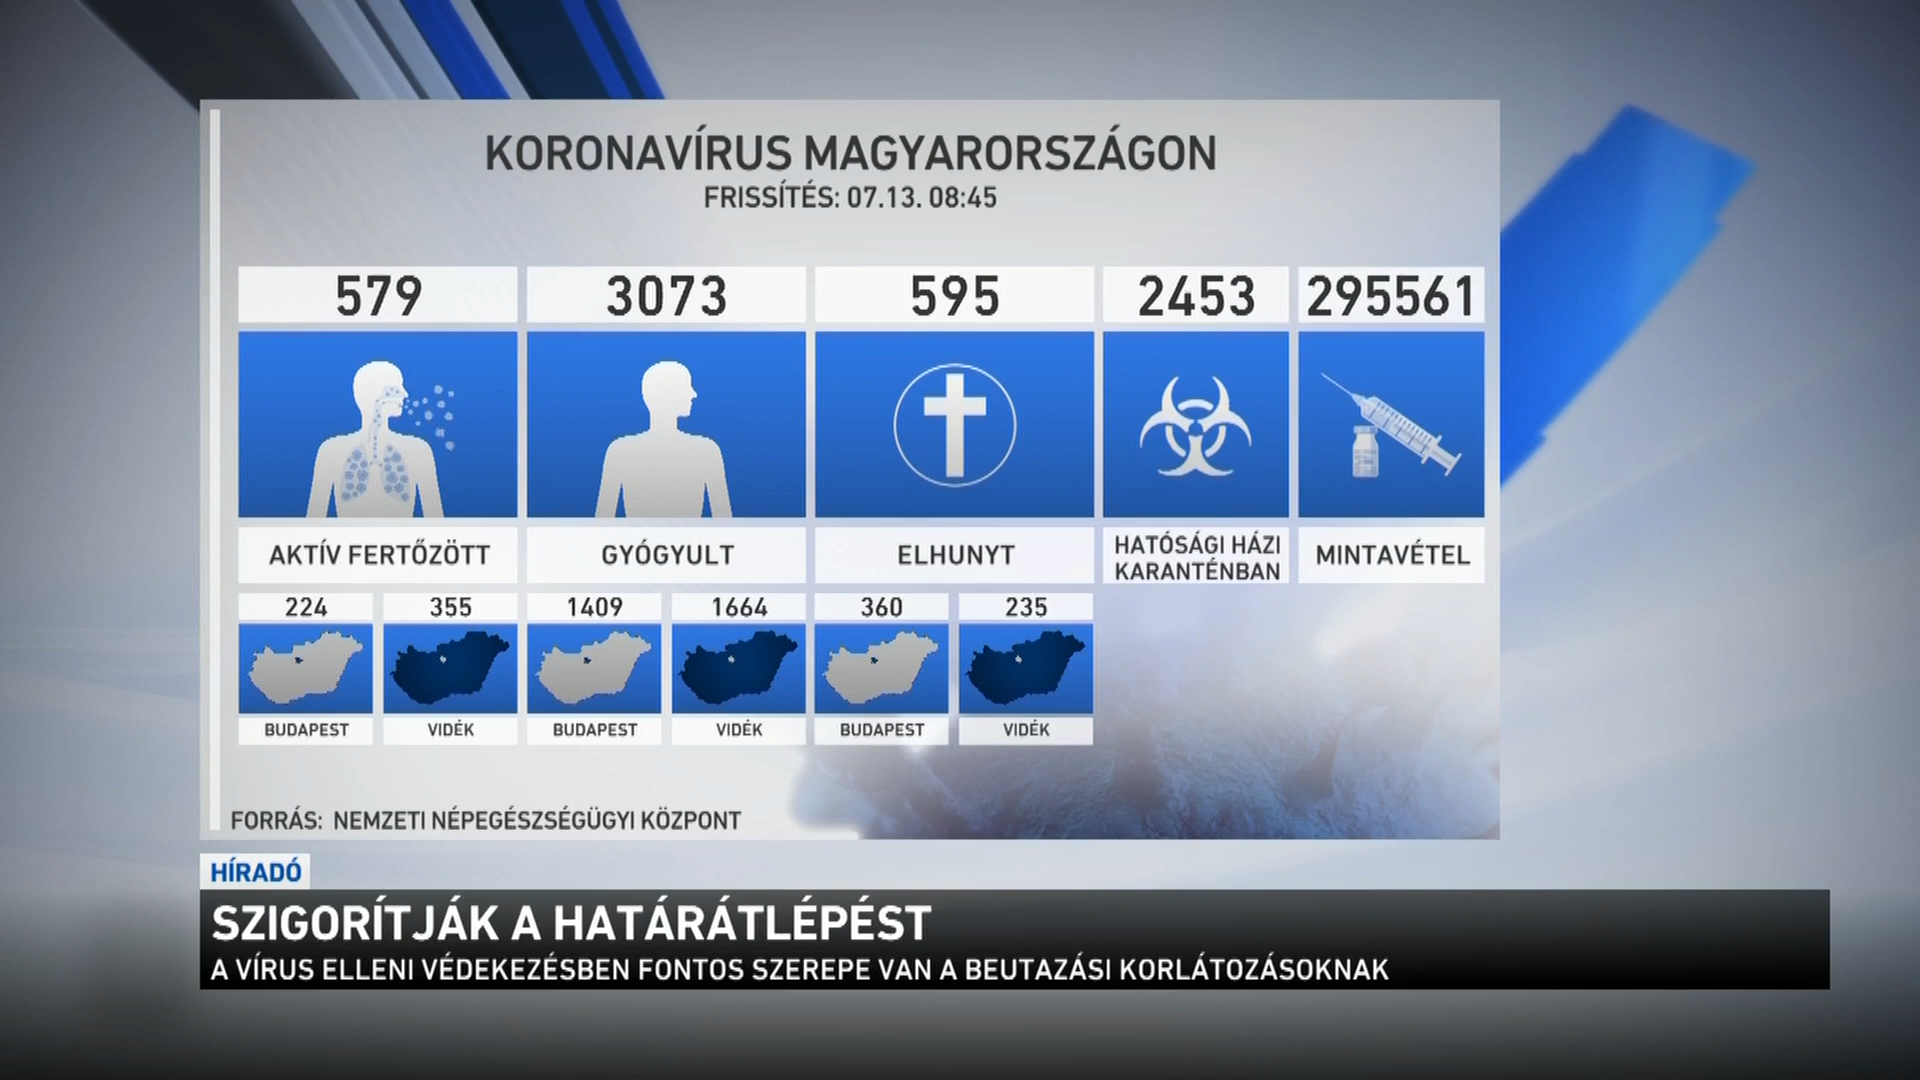 KORONAVÍRUS MAGYARORSZÁGON
FRISSÍTÉS: 07.13. 08:45
579
3073
595
2453
295561
AKTÍV FERTŐZÖTT
GYÓGYULT
ELHUNYT
HATÓSÁGI HÁZI
KARANTÉNBAN
MINTAVÉTEL
224
355
1409
1664
360
235
BUDAPEST
VIDÉK
BUDAPEST
VIDÉK
BUDAPEST
VIDÉK
FORRÁS: NEMZETI NÉPEGÉSZSÉGÜGYI KÖZPONT
HÍRADÓ
SZIGORÍTJÁK A HATÁRÁTLÉPÉST
A VÍRUS ELLENI VÉDEKEZÉSBEN FONTOS SZEREPE VAN A BEUTAZÁSI KORLÁTOZÁSOKNAK